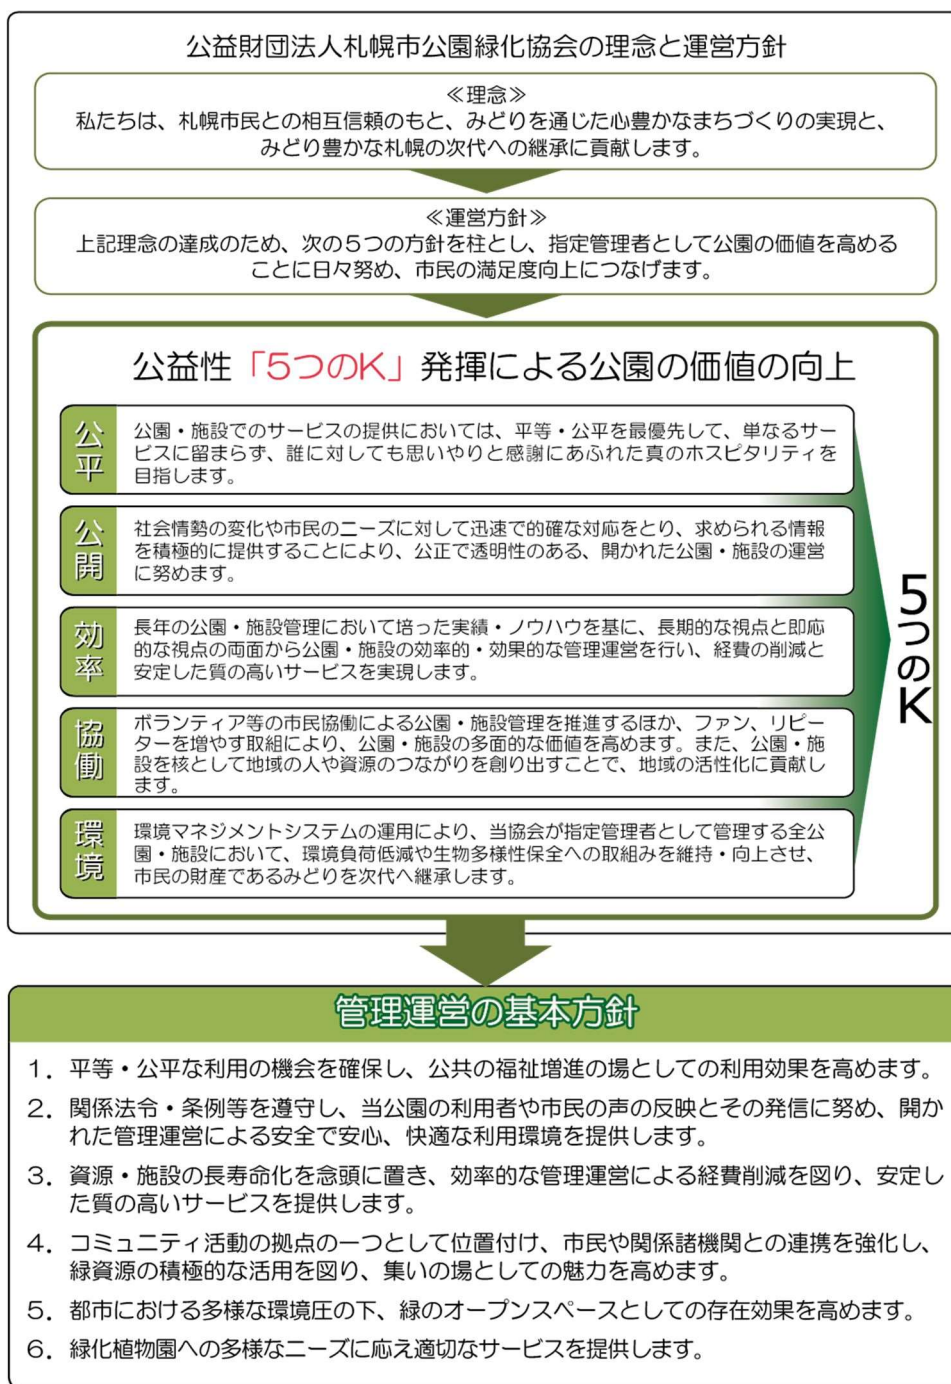 公益財団法人札幌市公園緑化協会の理念と運営方針
≪理念≫
私たちは、札幌市民との相互信頼のもと、みどりを通じた心豊かなまちづくりの実現と、
みどり豊かな札幌の次代への継承に貢献します。
≪運営方針≫
上記理念の達成のため、次の５つの方針を柱とし、指定管理者として公園の価値を高める
ことに日々努め、市民の満足度向上につなげます。
公益性「５つのＫ」発揮による公園の価値の向上
公平
公園・施設でのサービスの提供においては、平等・公平を最優先して、単なるサー
ビスに留まらず、誰に対しても思いやりと感謝にあふれた真のホスピタリティを
目指します。
公開
社会情勢の変化や市民のニーズに対して迅速で的確な対応をとり、求められる情報
を積極的に提供することにより、公正で透明性のある、開かれた公園・施設の運営
に努めます。
効率
長年の公園・施設管理において培った実績・ノウハウを基に、長期的な視点と即応
的な視点の両面から公園・施設の効率的・効果的な管理運営を行い、経費の削減と
安定した質の高いサービスを実現します。
協働
ボランティア等の市民協働による公園・施設管理を推進するほか、ファン、リピー
ターを増やす取組により、公園・施設の多面的な価値を高めます。また、公園・施
設を核として地域の人や資源のつながりを創り出すことで、地域の活性化に貢献し
ます。
環境
環境マネジメントシステムの運用により、当協会が指定管理者として管理する全公
園・施設において、環境負荷低減や生物多様性保全への取組みを維持・向上させ、
市民の財産であるみどりを次代へ継承します。
５つのＫ
管理運営の基本方針
１．平等・公平な利用の機会を確保し、公共の福祉増進の場としての利用効果を高めます。
２．関係法令・条例等を遵守し、当公園の利用者や市民の声の反映とその発信に努め、開か
れた管理運営による安全で安心、快適な利用環境を提供します。
３．資源・施設の長寿命化を念頭に置き、効率的な管理運営による経費削減を図り、安定し
た質の高いサービスを提供します。
４．コミュニティ活動の拠点の一つとして位置付け、市民や関係諸機関との連携を強化し、
緑資源の積極的な活用を図り、集いの場としての魅力を高めます。
５．都市における多様な環境圧の下、緑のオープンスペースとしての存在効果を高めます。
６．緑化植物園への多様なニーズに応え適切なサービスを提供します。